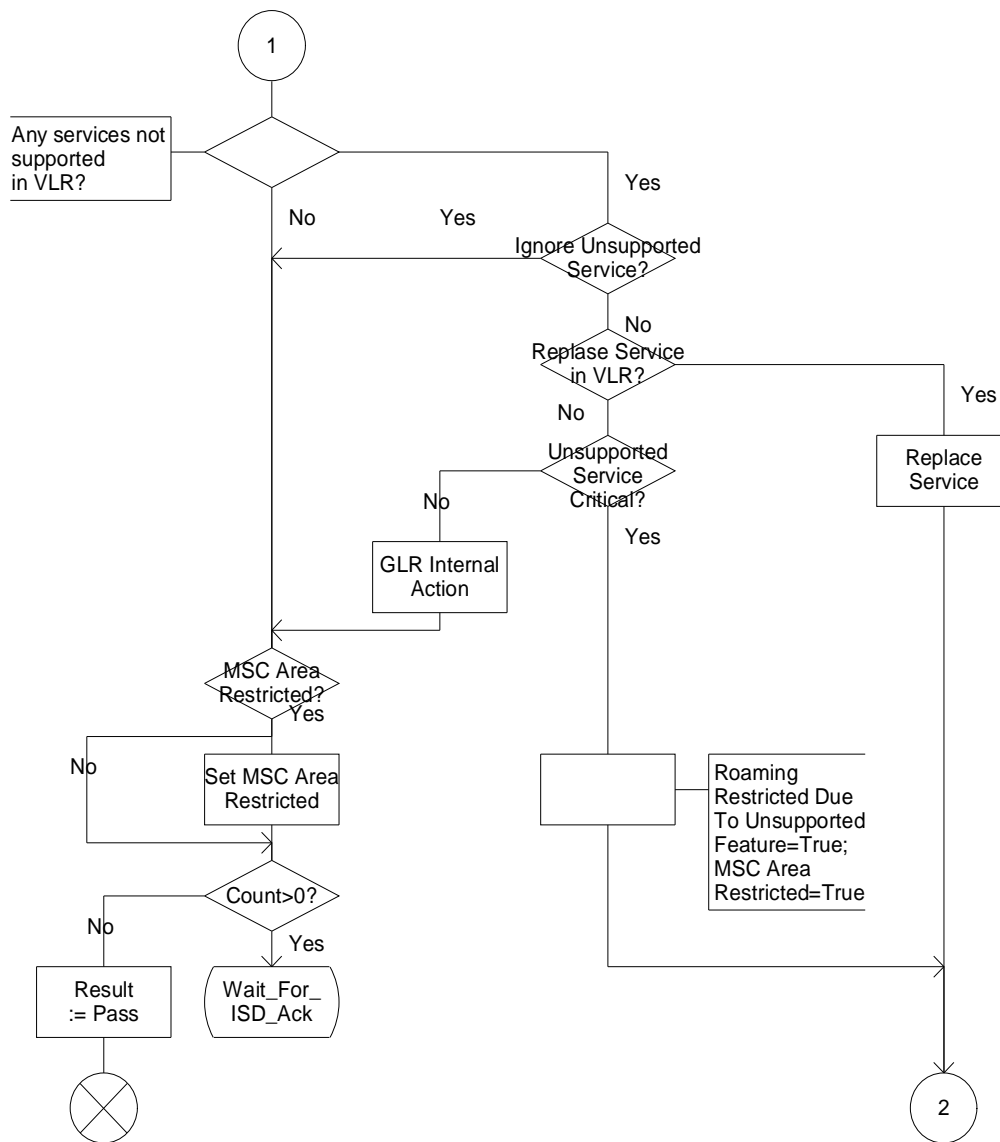 1
Any services not
supported
in VLR?
Yes
No
Yes
Ignore Unsupported
Service?
No
Replase Service
in VLR?
Yes
No
Unsupported
Service
Critical?
Replace
Service
No
Yes
GLR Internal
Action
MSC Area
Restricted?
Yes
No
Set MSC Area
Restricted
Roaming
Restricted Due
To Unsupported
Feature=True;
MSC Area
Restricted=True
Count>0?
No
Yes
Result
:= Pass
Wait_For_
ISD_Ack
2